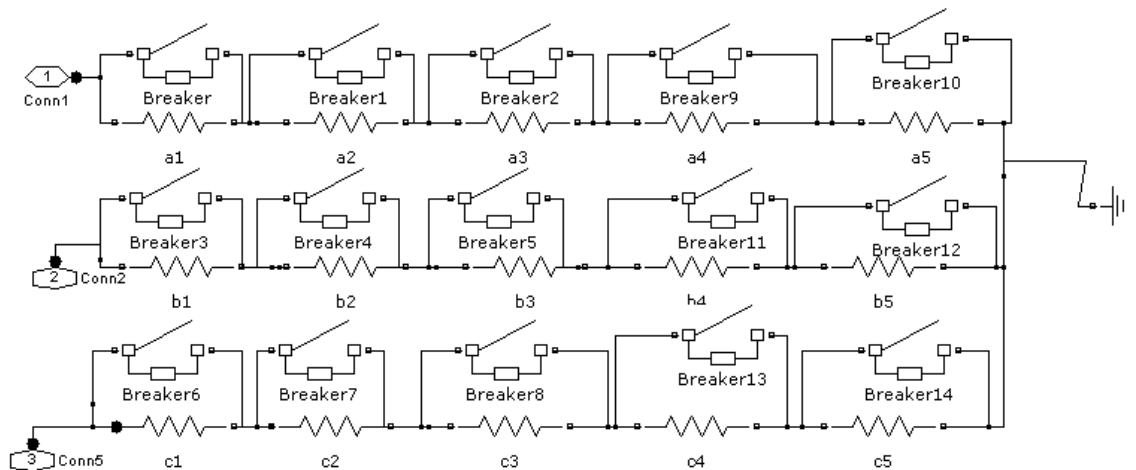 Breaker10
1
Conn1
Breaker Breaker1 Breaker2 Breaker9
a1 a2 a3 a4 a5
Breaker3 Breaker4 Breaker5 Breaker11 Breaker12
2
Conn2
b1 b2 b3 b4 b5
Breaker13
Breaker6 Breaker7 Breaker8 Breaker14
3
Conn5
c1 c2 c3 c4 c5